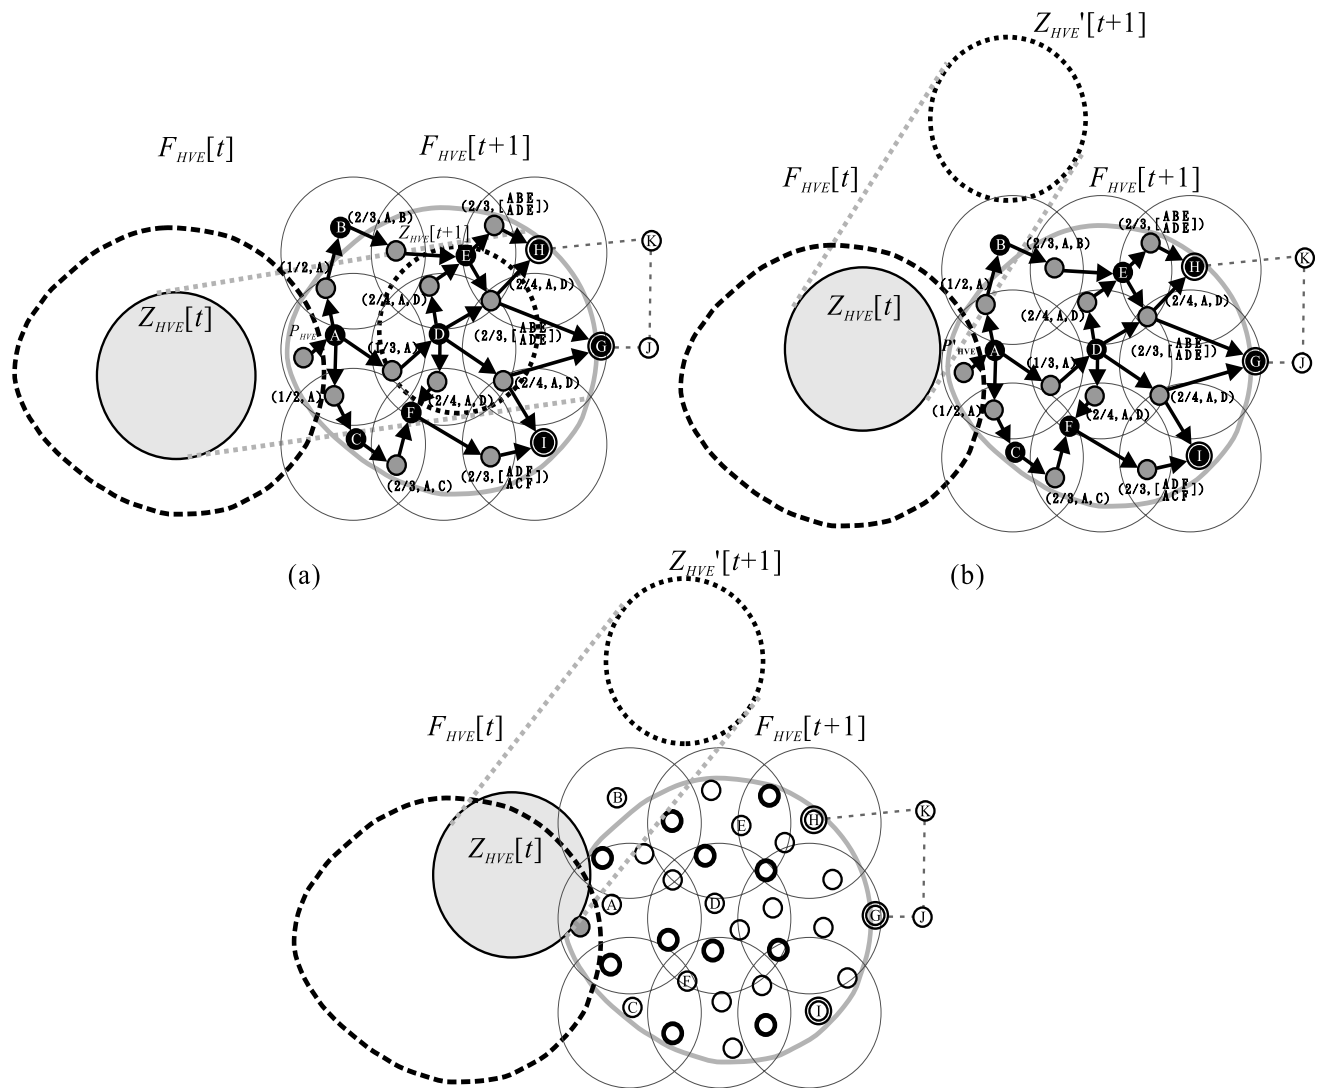 Z_HVE'[t+1]
F_HVE[t]
F_HVE[t+1]
F_HVE[t]
F_HVE[t+1]
(2/3,[ABE ADE])
B
(2/3,A,B)
Z_HVE[t+1]
E
H
K
(1/2,A)
(2/4,A,D)
(2/4,A,D)
Z_HVE[t]
P_HVE
A
D
(1/3,A)
(2/3,[ABE ADE])
G
J
(1/2,A)
(2/4,A,D)
(2/4,A,D)
F
C
I
(2/3,A,C)
(2/3,[ADF ACF])
(2/3,[ABE ADE])
B
(2/3,A,B)
E
H
K
(1/2,A)
(2/4,A,D)
(2/4,A,D)
Z_HVE[t]
P'_HVE
A
D
(1/3,A)
(2/3,[ABE ADE])
G
J
(1/2,A)
(2/4,A,D)
(2/4,A,D)
F
C
I
(2/3,A,C)
(2/3,[ADF ACF])
(a)
(b)
Z_HVE'[t+1]
F_HVE[t]
F_HVE[t+1]
B
E
H
K
Z_HVE[t]
A
D
G
J
F
C
I